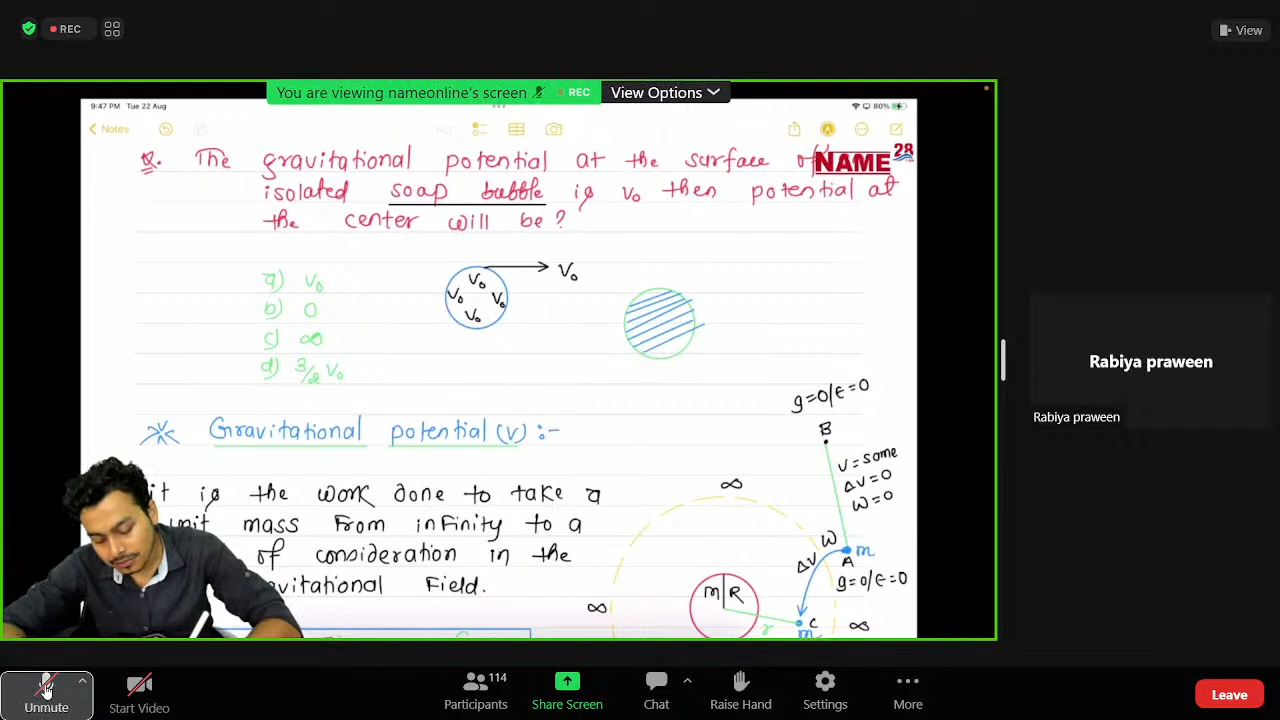 REC
View
You are viewing nameonline's screen REC View Options
9:47 PM Tue 22 Aug
80%
Notes
Q. The gravitational potential at the surface of
NAME 28
isolated soap bubble is V₀ then potential at
the center will be?
a) V₀
b) 0
c) ∞
d) 3/2 V₀
V₀
V₀
V₀ V₀
V₀
Gravitational potential (V) :-
it is the work done to take a
unit mass from infinity to a
of consideration in the
gravitational Field.
g=0/E=0
B
V=some
ΔV=0
W=0
∞
W
m
A
ΔV
g=0/E=0
M R
∞
r
C
m
∞
Rabiya praween
Rabiya praween
Unmute
Start Video
Participants
114
Share Screen
Chat
Raise Hand
Settings
More
Leave